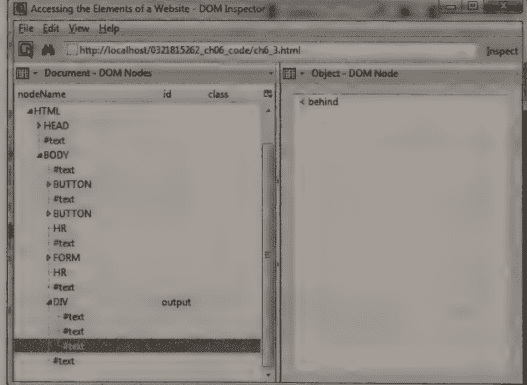 Accessing the Elements of a Website - DOM Inspector
File Edit View Help
http://localhost/0321815262_ch06_code/ch6_3.html Inspect
Document - DOM Nodes
nodeName id class
HTML
HEAD
#text
BODY
#text
BUTTON
#text
BUTTON
HR
#text
FORM
HR
#text
DIV output
#text
#text
#text
#text
Object - DOM Node
< behind